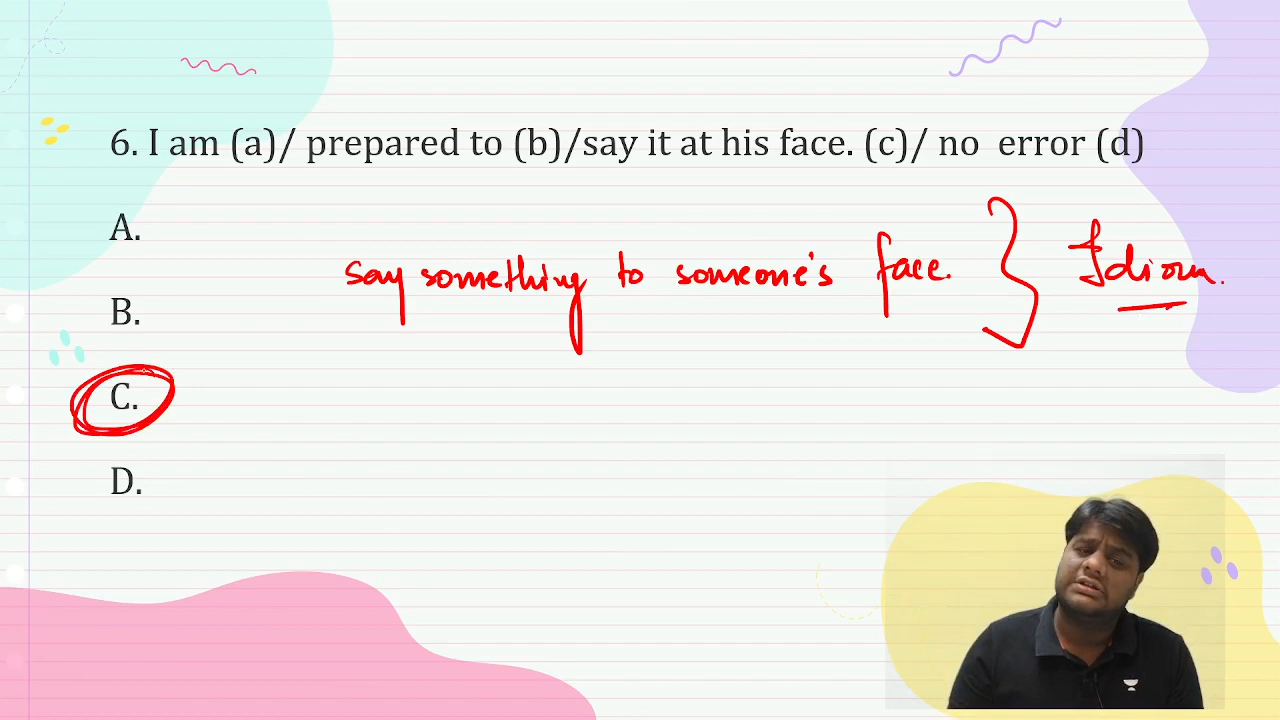 6. I am (a)/ prepared to (b)/say it at his face. (c)/ no error (d)
A.
say something to someone's face.
Idiom.
B.
C.
D.